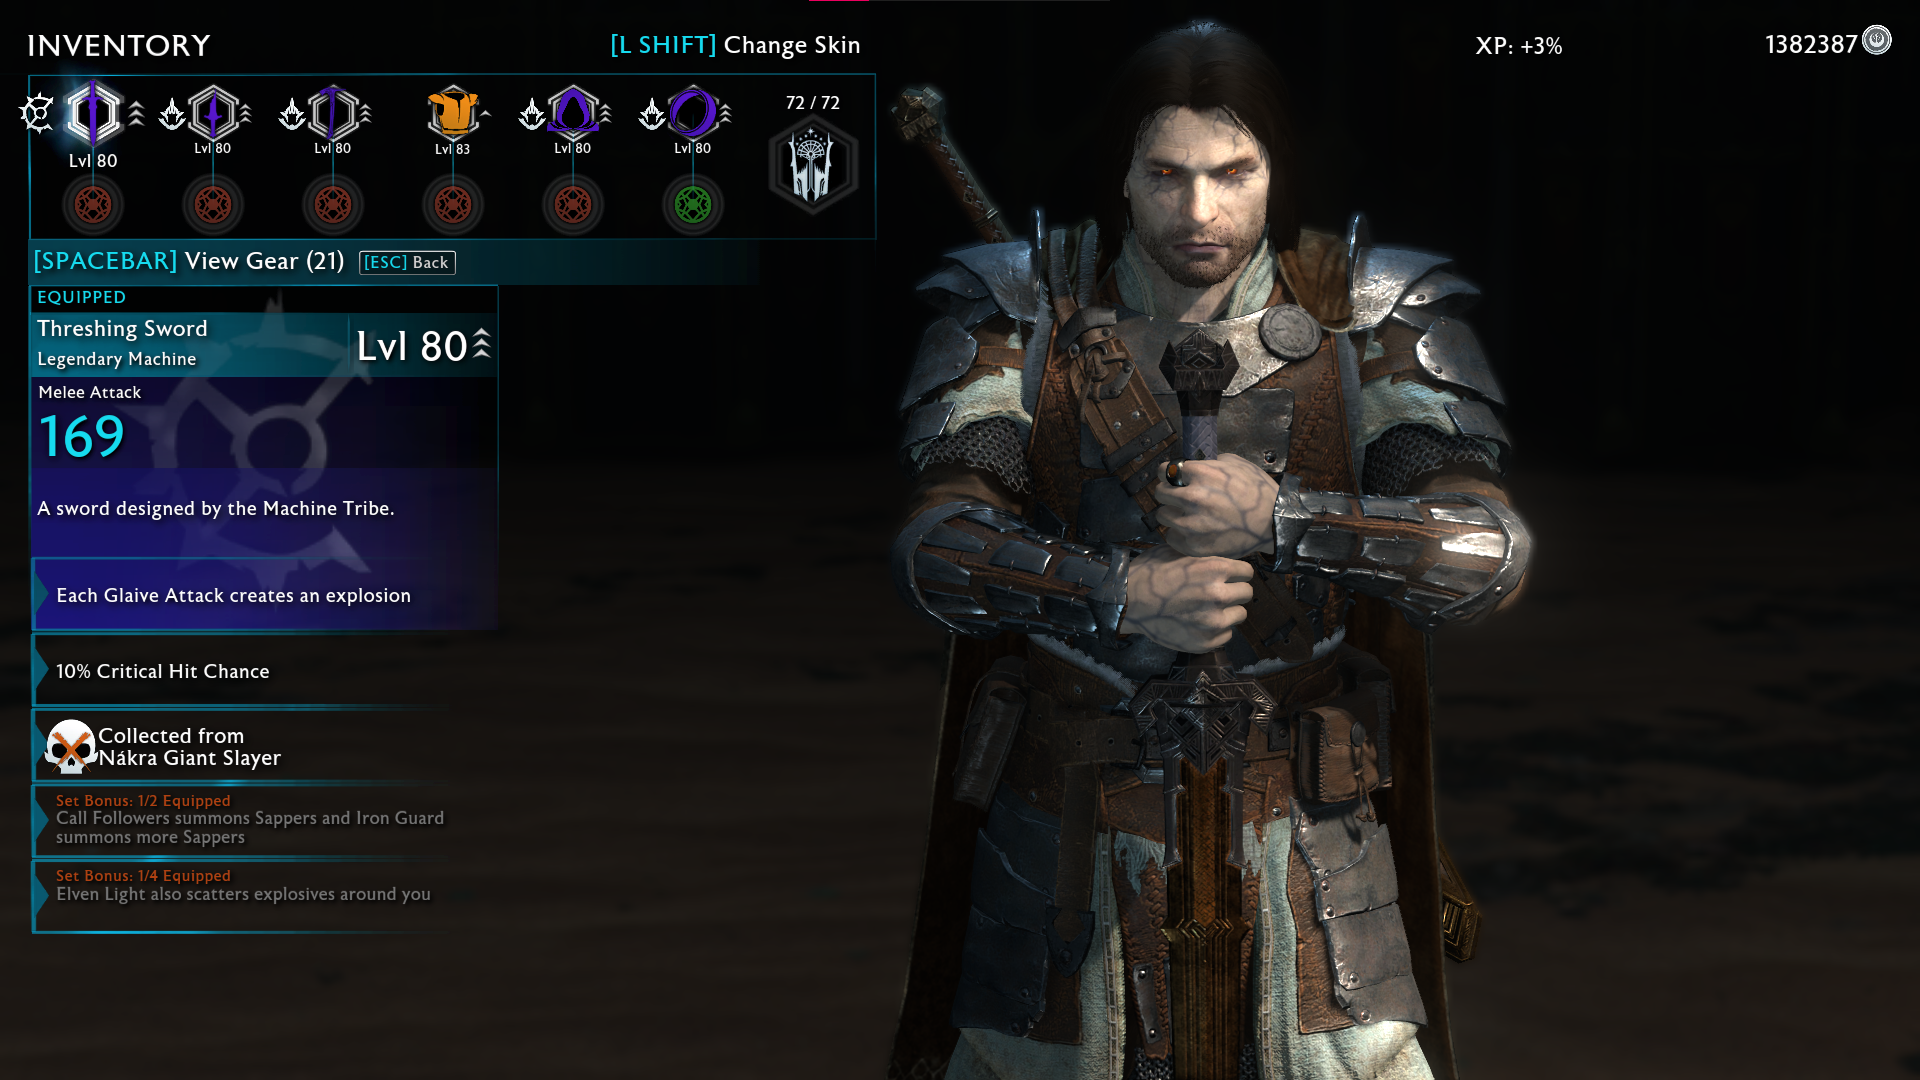 INVENTORY
[L SHIFT] Change Skin
XP: +3%
1382387
Lvl 80
Lvl 80
Lvl 80
Lvl 83
Lvl 80
Lvl 80
72 / 72
[SPACEBAR] View Gear (21) [ESC] Back
EQUIPPED
Threshing Sword
Legendary Machine
Lvl 80
Melee Attack
169
A sword designed by the Machine Tribe.
Each Glaive Attack creates an explosion
10% Critical Hit Chance
Collected from
Nákra Giant Slayer
Set Bonus: 1/2 Equipped
Call Followers summons Sappers and Iron Guard
summons more Sappers
Set Bonus: 1/4 Equipped
Elven Light also scatters explosives around you